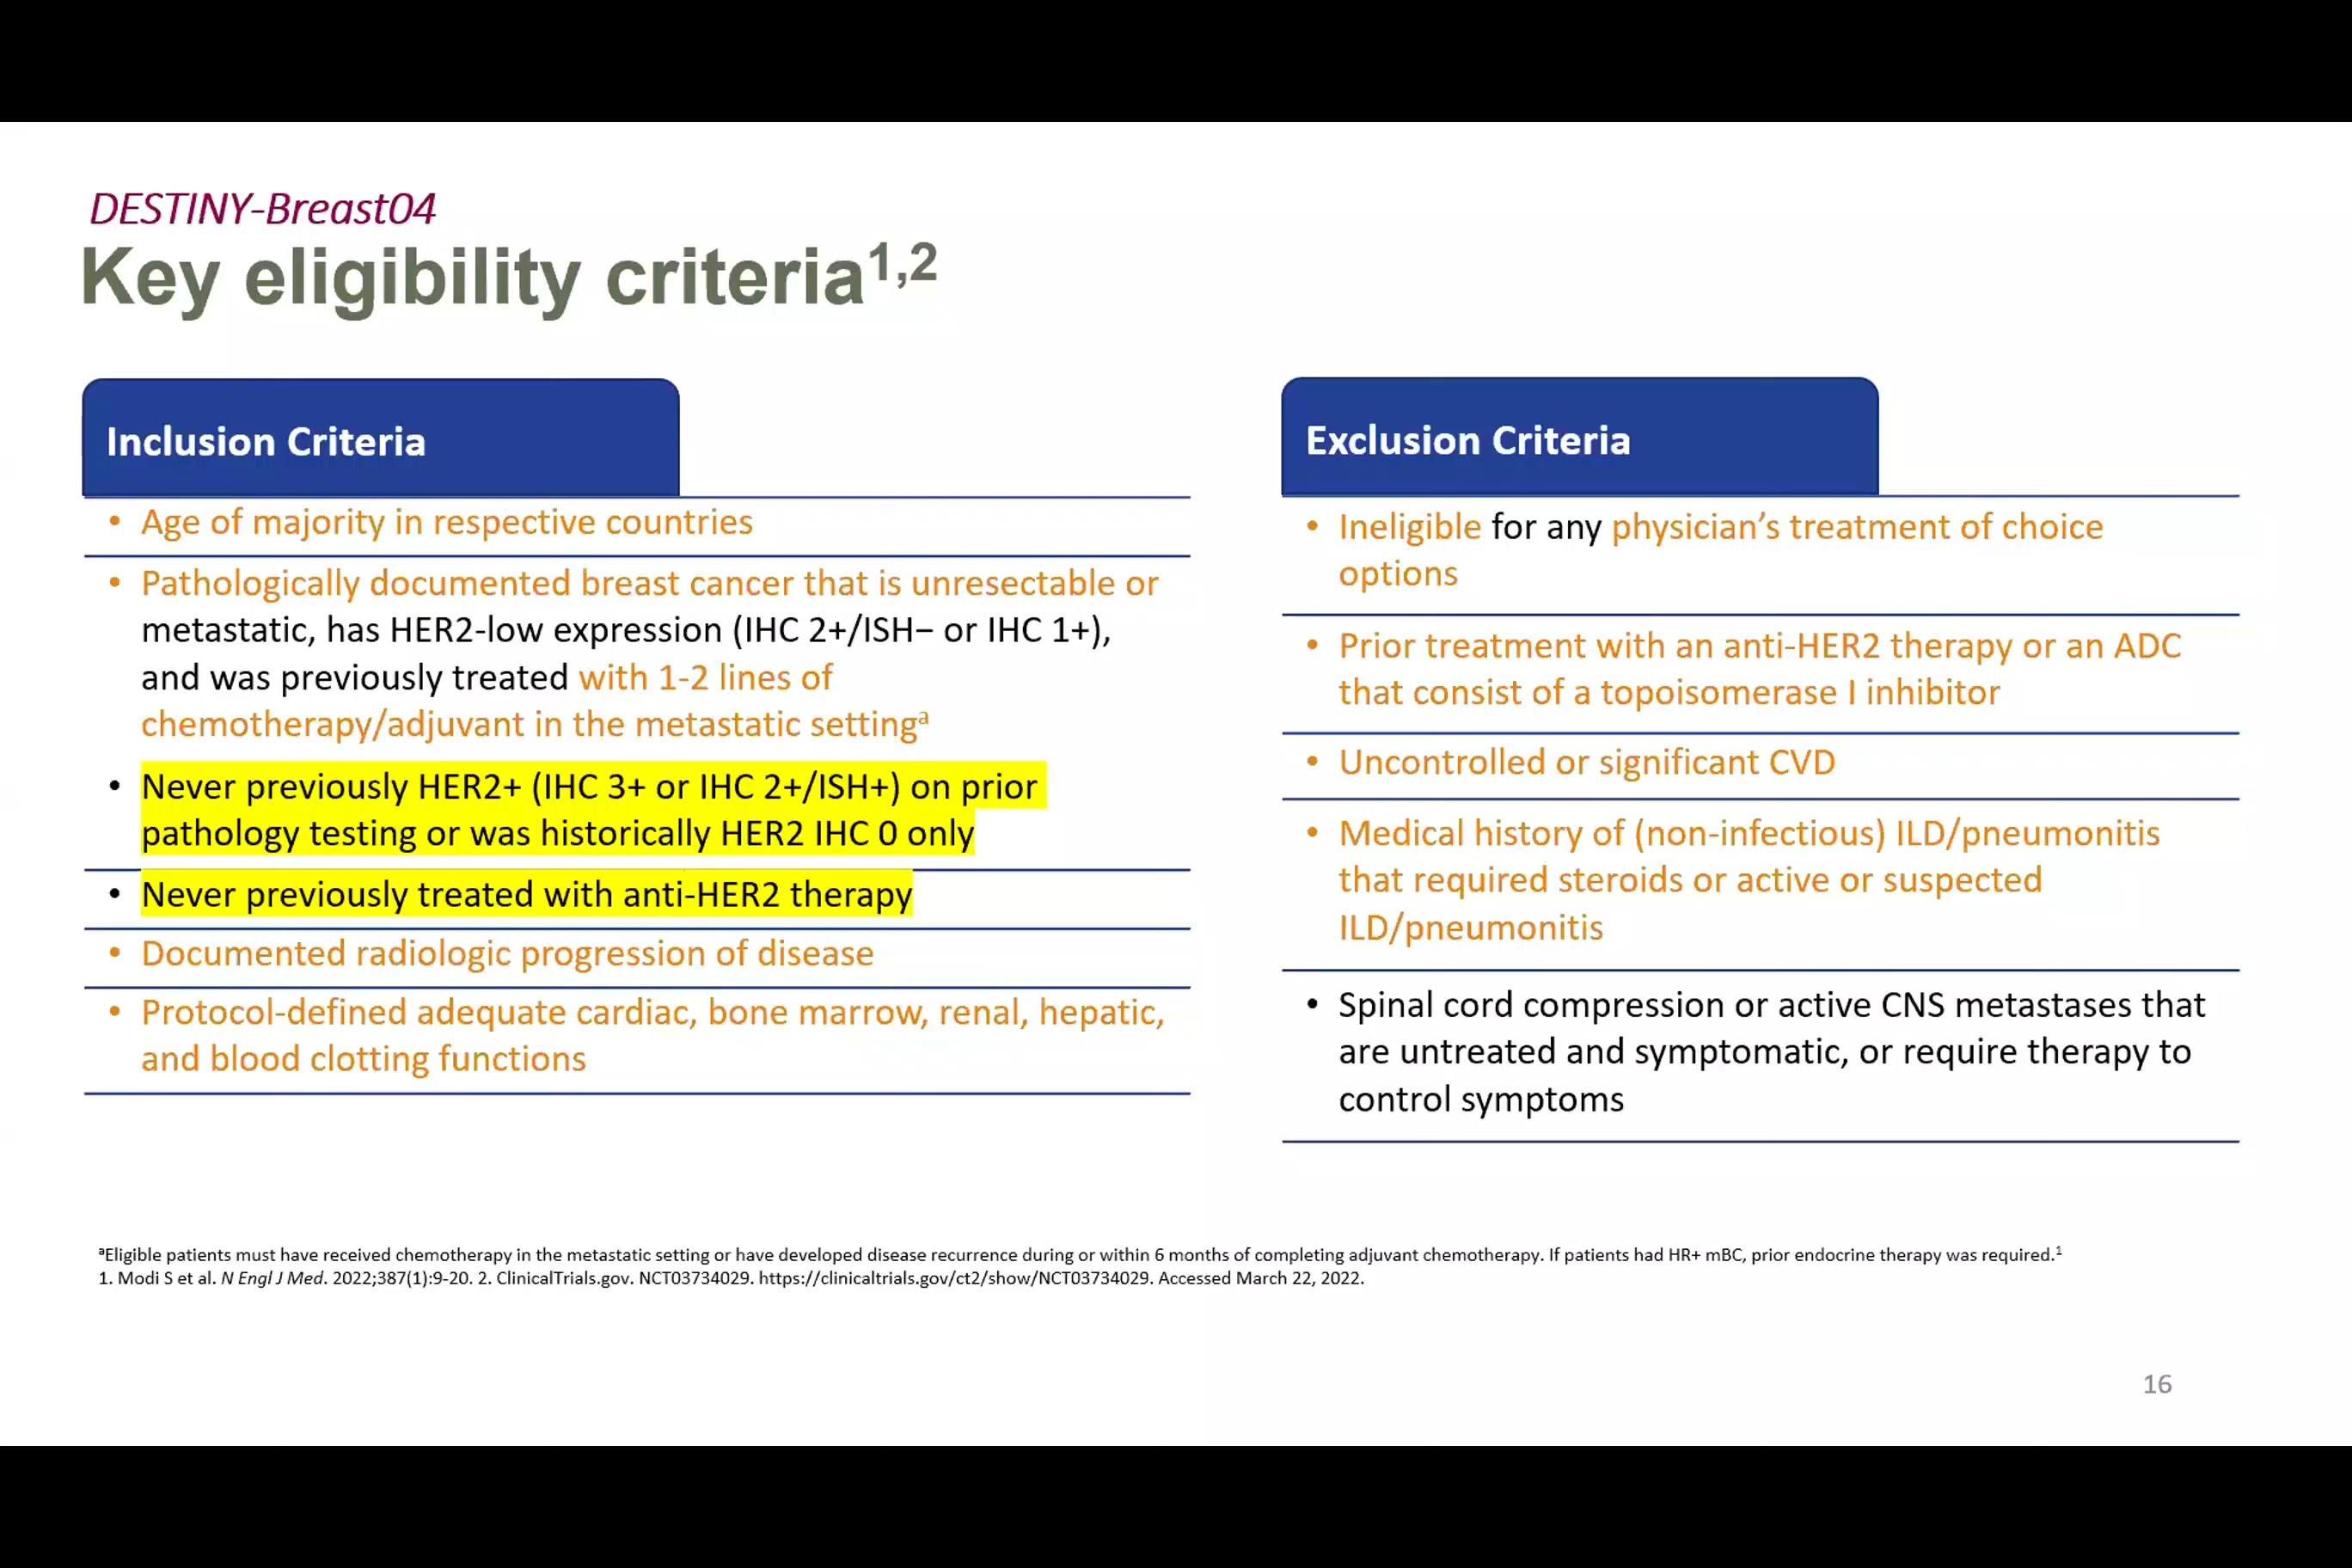 DESTINY-Breast04
Key eligibility criteria1,2
Inclusion Criteria
• Age of majority in respective countries
• Pathologically documented breast cancer that is unresectable or
metastatic, has HER2-low expression (IHC 2+/ISH− or IHC 1+),
and was previously treated with 1-2 lines of
chemotherapy/adjuvant in the metastatic settingᵃ
• Never previously HER2+ (IHC 3+ or IHC 2+/ISH+) on prior
pathology testing or was historically HER2 IHC 0 only
• Never previously treated with anti-HER2 therapy
• Documented radiologic progression of disease
• Protocol-defined adequate cardiac, bone marrow, renal, hepatic,
and blood clotting functions
Exclusion Criteria
• Ineligible for any physician’s treatment of choice
options
• Prior treatment with an anti-HER2 therapy or an ADC
that consist of a topoisomerase I inhibitor
• Uncontrolled or significant CVD
• Medical history of (non-infectious) ILD/pneumonitis
that required steroids or active or suspected
ILD/pneumonitis
• Spinal cord compression or active CNS metastases that
are untreated and symptomatic, or require therapy to
control symptoms
ᵃEligible patients must have received chemotherapy in the metastatic setting or have developed disease recurrence during or within 6 months of completing adjuvant chemotherapy. If patients had HR+ mBC, prior endocrine therapy was required.¹
1. Modi S et al. N Engl J Med. 2022;387(1):9-20. 2. ClinicalTrials.gov. NCT03734029. https://clinicaltrials.gov/ct2/show/NCT03734029. Accessed March 22, 2022.
16